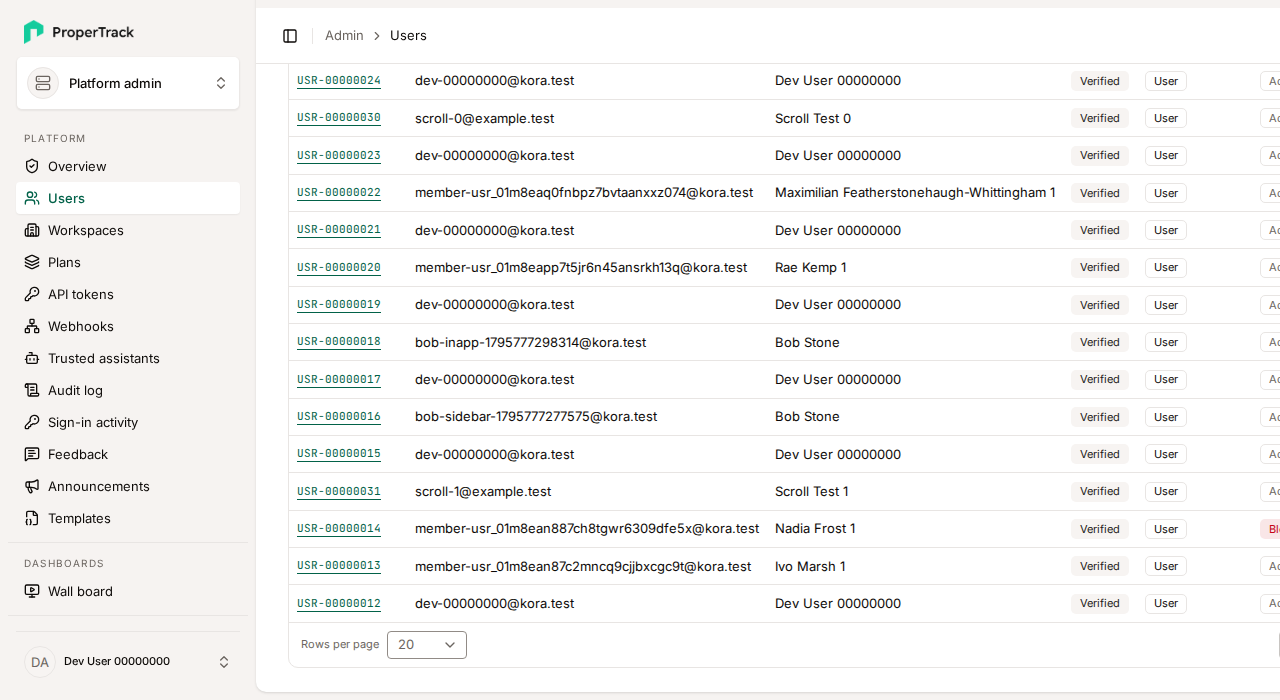 ProperTrack
Platform admin
PLATFORM
Overview
Users
Workspaces
Plans
API tokens
Webhooks
Trusted assistants
Audit log
Sign-in activity
Feedback
Announcements
Templates
DASHBOARDS
Wall board
DA Dev User 00000000
Admin > Users
USR-00000024 dev-00000000@kora.test Dev User 00000000 Verified User
USR-00000030 scroll-0@example.test Scroll Test 0 Verified User
USR-00000023 dev-00000000@kora.test Dev User 00000000 Verified User
USR-00000022 member-usr_01m8eaq0fnbpz7bvtaanxxz074@kora.test Maximilian Featherstonehaugh-Whittingham 1 Verified User
USR-00000021 dev-00000000@kora.test Dev User 00000000 Verified User
USR-00000020 member-usr_01m8eapp7t5jr6n45ansrkh13q@kora.test Rae Kemp 1 Verified User
USR-00000019 dev-00000000@kora.test Dev User 00000000 Verified User
USR-00000018 bob-inapp-1795777298314@kora.test Bob Stone Verified User
USR-00000017 dev-00000000@kora.test Dev User 00000000 Verified User
USR-00000016 bob-sidebar-1795777277575@kora.test Bob Stone Verified User
USR-00000015 dev-00000000@kora.test Dev User 00000000 Verified User
USR-00000031 scroll-1@example.test Scroll Test 1 Verified User
USR-00000014 member-usr_01m8ean887ch8tgwr6309dfe5x@kora.test Nadia Frost 1 Verified User
USR-00000013 member-usr_01m8ean87c2mncq9cjjbxcgc9t@kora.test Ivo Marsh 1 Verified User
USR-00000012 dev-00000000@kora.test Dev User 00000000 Verified User
Rows per page 20